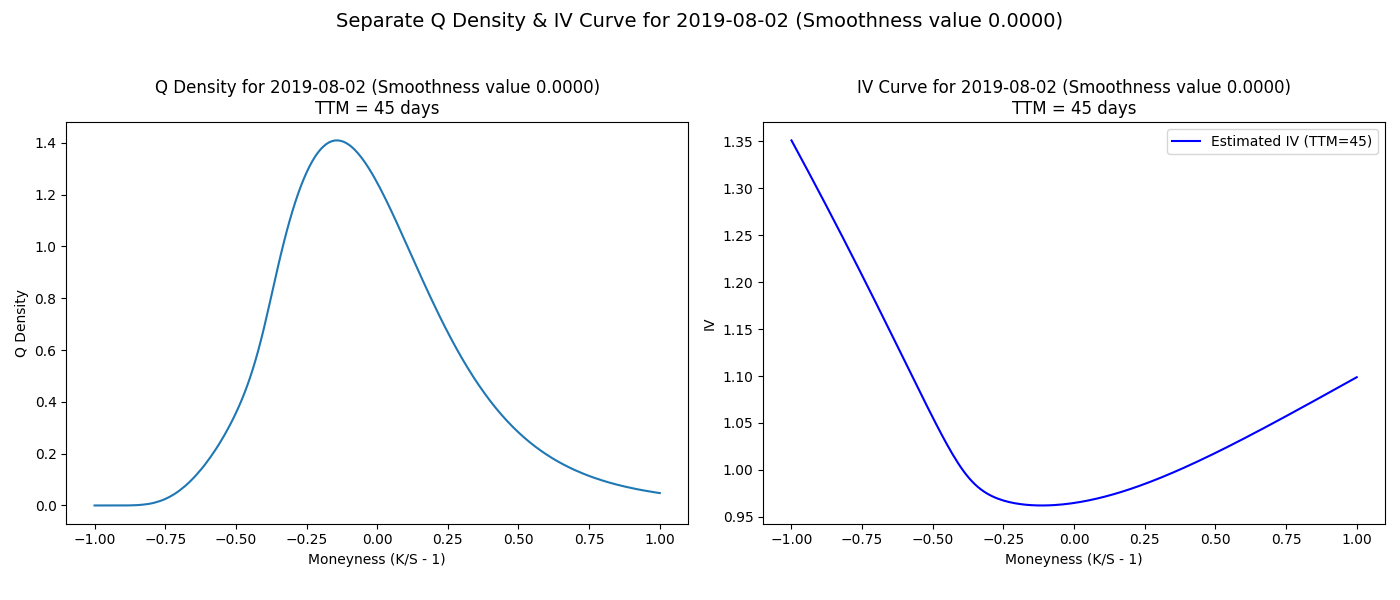 Separate Q Density & IV Curve for 2019-08-02 (Smoothness value 0.0000)
Q Density for 2019-08-02 (Smoothness value 0.0000)
TTM = 45 days
Q Density
1.4
1.2
1.0
0.8
0.6
0.4
0.2
0.0
−1.00 −0.75 −0.50 −0.25 0.00 0.25 0.50 0.75 1.00
Moneyness (K/S - 1)
IV Curve for 2019-08-02 (Smoothness value 0.0000)
TTM = 45 days
Estimated IV (TTM=45)
IV
1.35
1.30
1.25
1.20
1.15
1.10
1.05
1.00
0.95
−1.00 −0.75 −0.50 −0.25 0.00 0.25 0.50 0.75 1.00
Moneyness (K/S - 1)